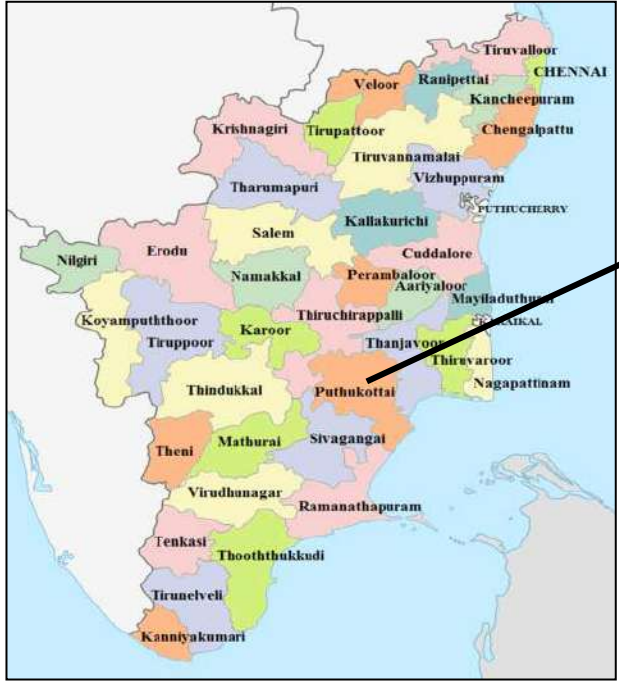 Tiruvalloor
CHENNAI
Veloor
Ranipettai
Kancheepuram
Krishnagiri
Tirupattoor
Chengalpattu
Tiruvannamalai
Vizhuppuram
Tharumapuri
PUTHUCHERRY
Kallakurichi
Salem
Cuddalore
Nilgiri
Erodu
Namakkal
Perambaloor
Aariyaloor
Mayiladuthurai
Koyampuththoor
Thiruchirappalli
KARAIKAL
Karoor
Tiruppoor
Thanjavoor
Thiruvaroor
Nagapattinam
Thindukkal
Puthukottai
Theni
Mathurai
Sivagangai
Virudhunagar
Ramanathapuram
Tenkasi
Thooththukkudi
Tirunelveli
Kanniyakumari